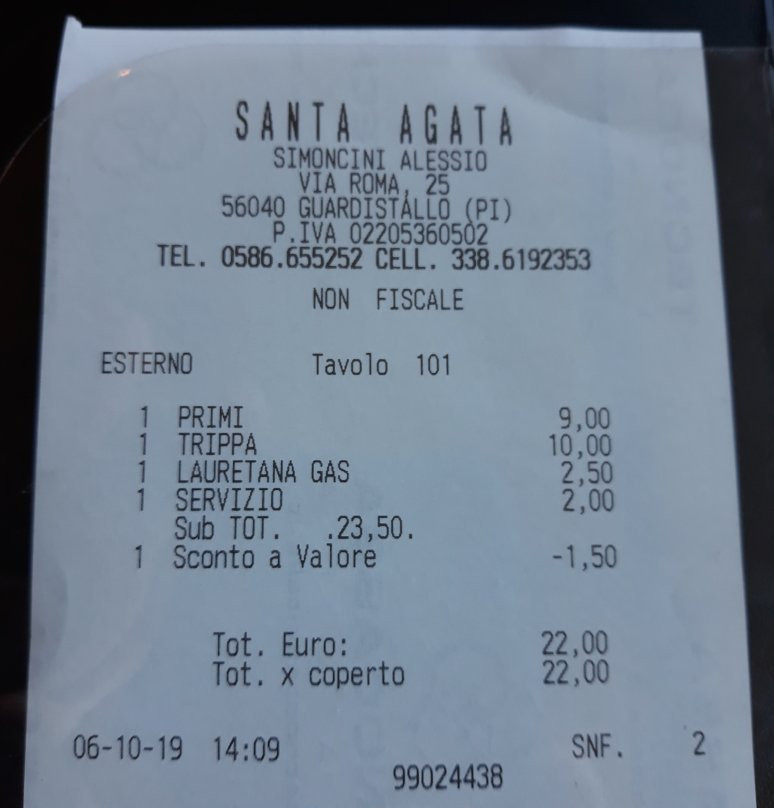 SANTA AGATA
SIMONCINI ALESSIO
VIA ROMA, 25
56040 GUARDISTALLO (PI)
P.IVA 02205360502
TEL. 0586.655252 CELL. 338.6192353
NON FISCALE
ESTERNO Tavolo 101
1 PRIMI 9,00
1 TRIPPA 10,00
1 LAURETANA GAS 2,50
1 SERVIZIO 2,00
Sub TOT. .23,50.
1 Sconto a Valore -1,50
Tot. Euro: 22,00
Tot. x coperto 22,00
06-10-19 14:09 SNF. 2
99024438